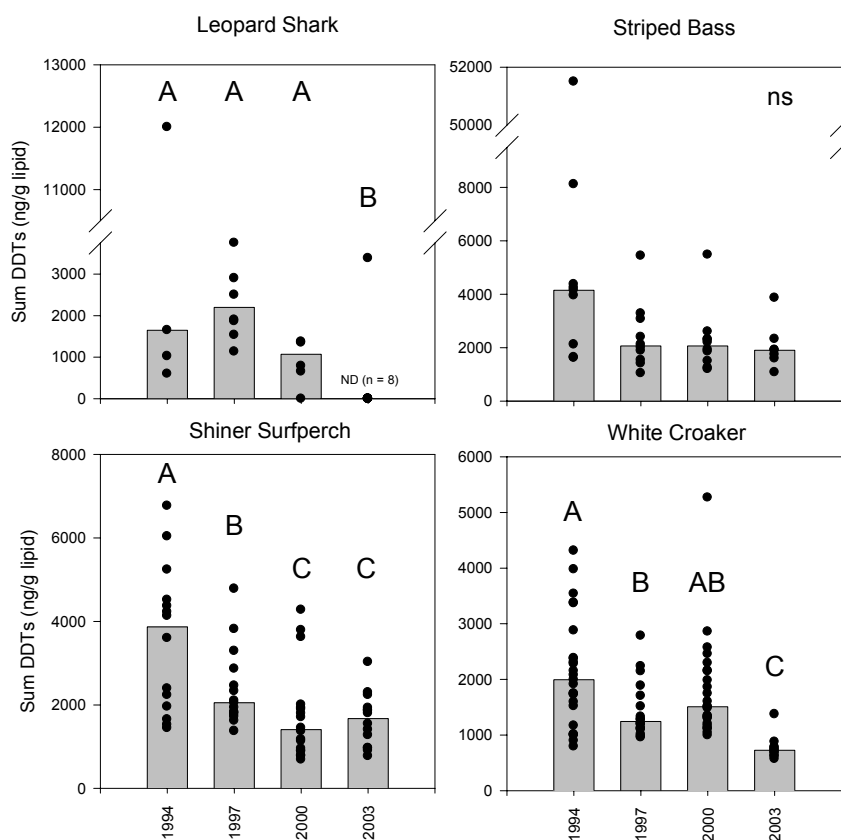 Leopard Shark
13000
12000
11000
3000
2000
1000
0
Sum DDTs (ng/g lipid)
A
A
A
B
ND (n = 8)
Striped Bass
52000
50000
8000
6000
4000
2000
0
ns
Shiner Surfperch
8000
6000
4000
2000
0
Sum DDTs (ng/g lipid)
A
B
C
C
1994
1997
2000
2003
White Croaker
6000
5000
4000
3000
2000
1000
0
A
B
AB
C
1994
1997
2000
2003